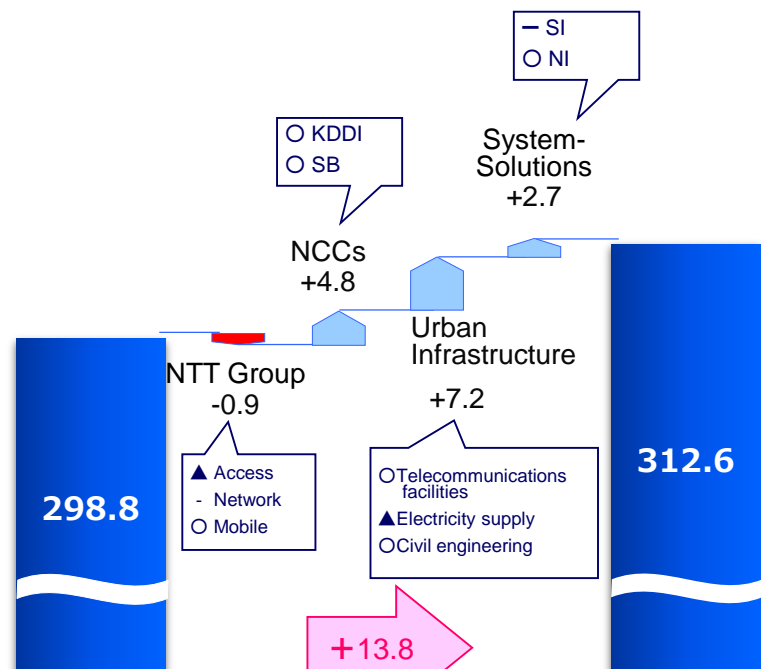 — SI
○ NI
System-
Solutions
+2.7
○ KDDI
○ SB
NCCs
+4.8
Urban
Infrastructure
+7.2
NTT Group
-0.9
▲ Access
- Network
○ Mobile
○Telecommunications
facilities
▲Electricity supply
○Civil engineering
298.8
312.6
+13.8